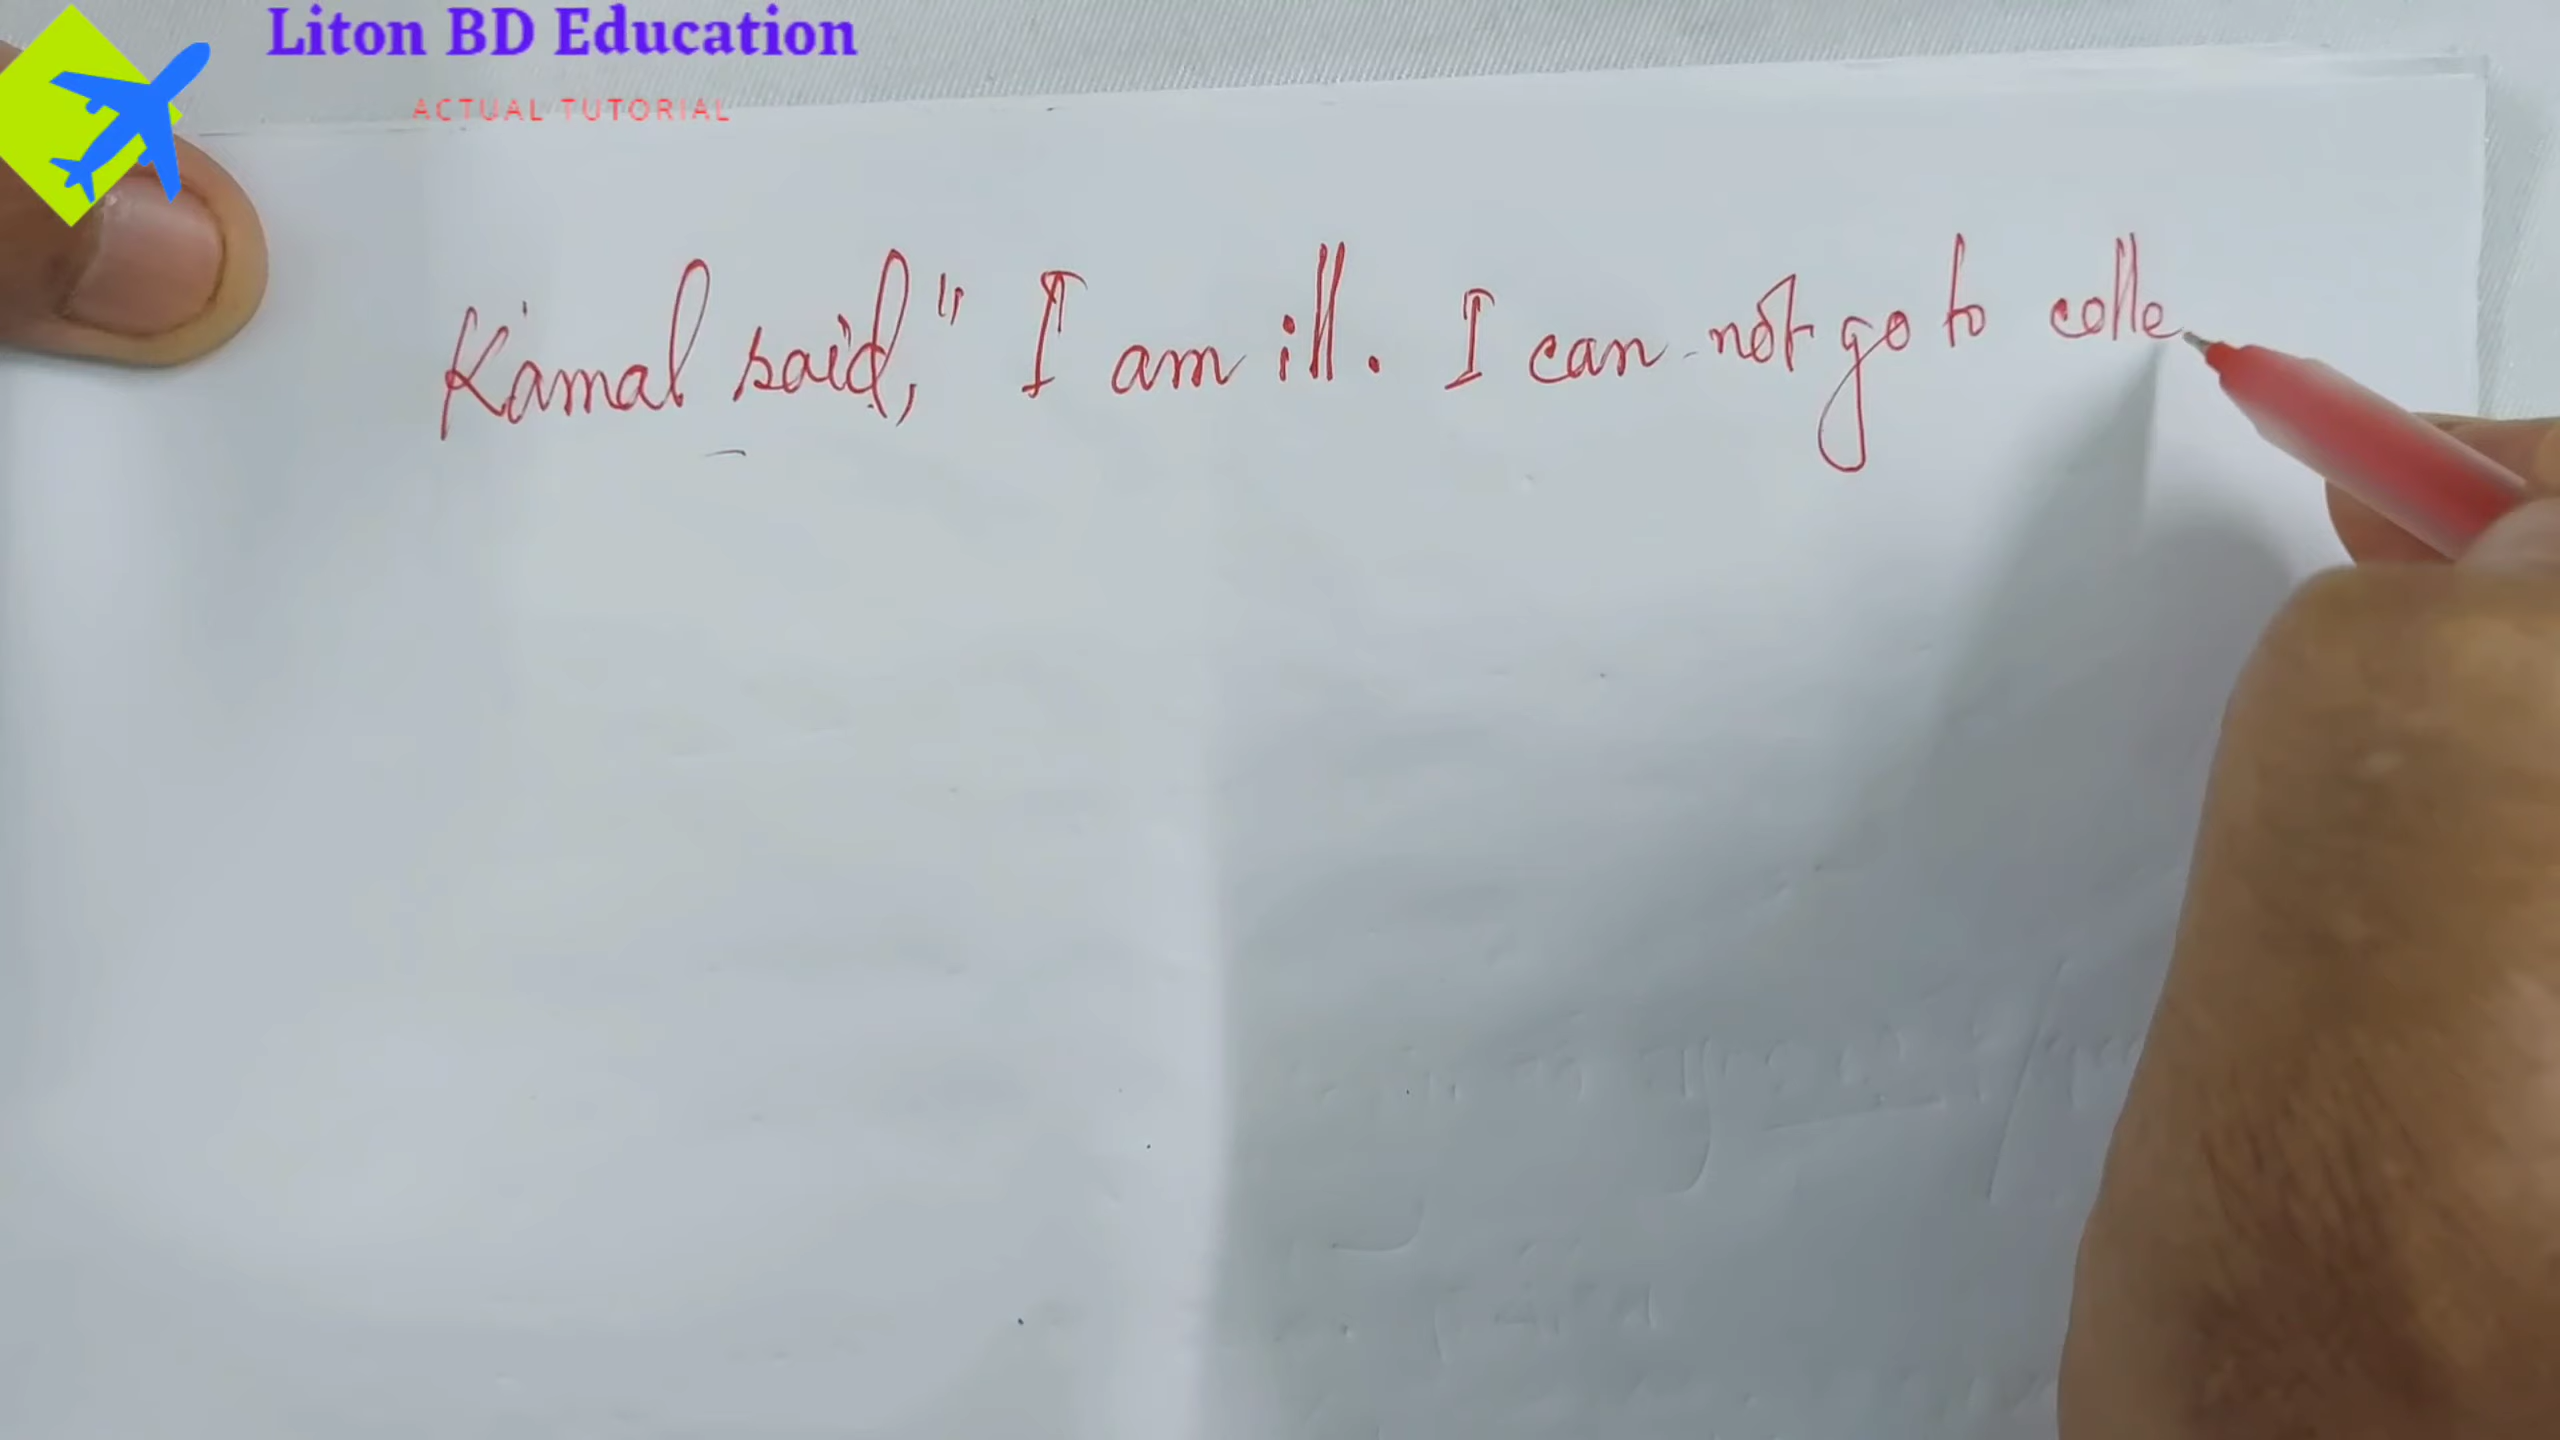 Liton BD Education
ACTUAL TUTORIAL
Kamal said, " I am ill. I can not go to colle